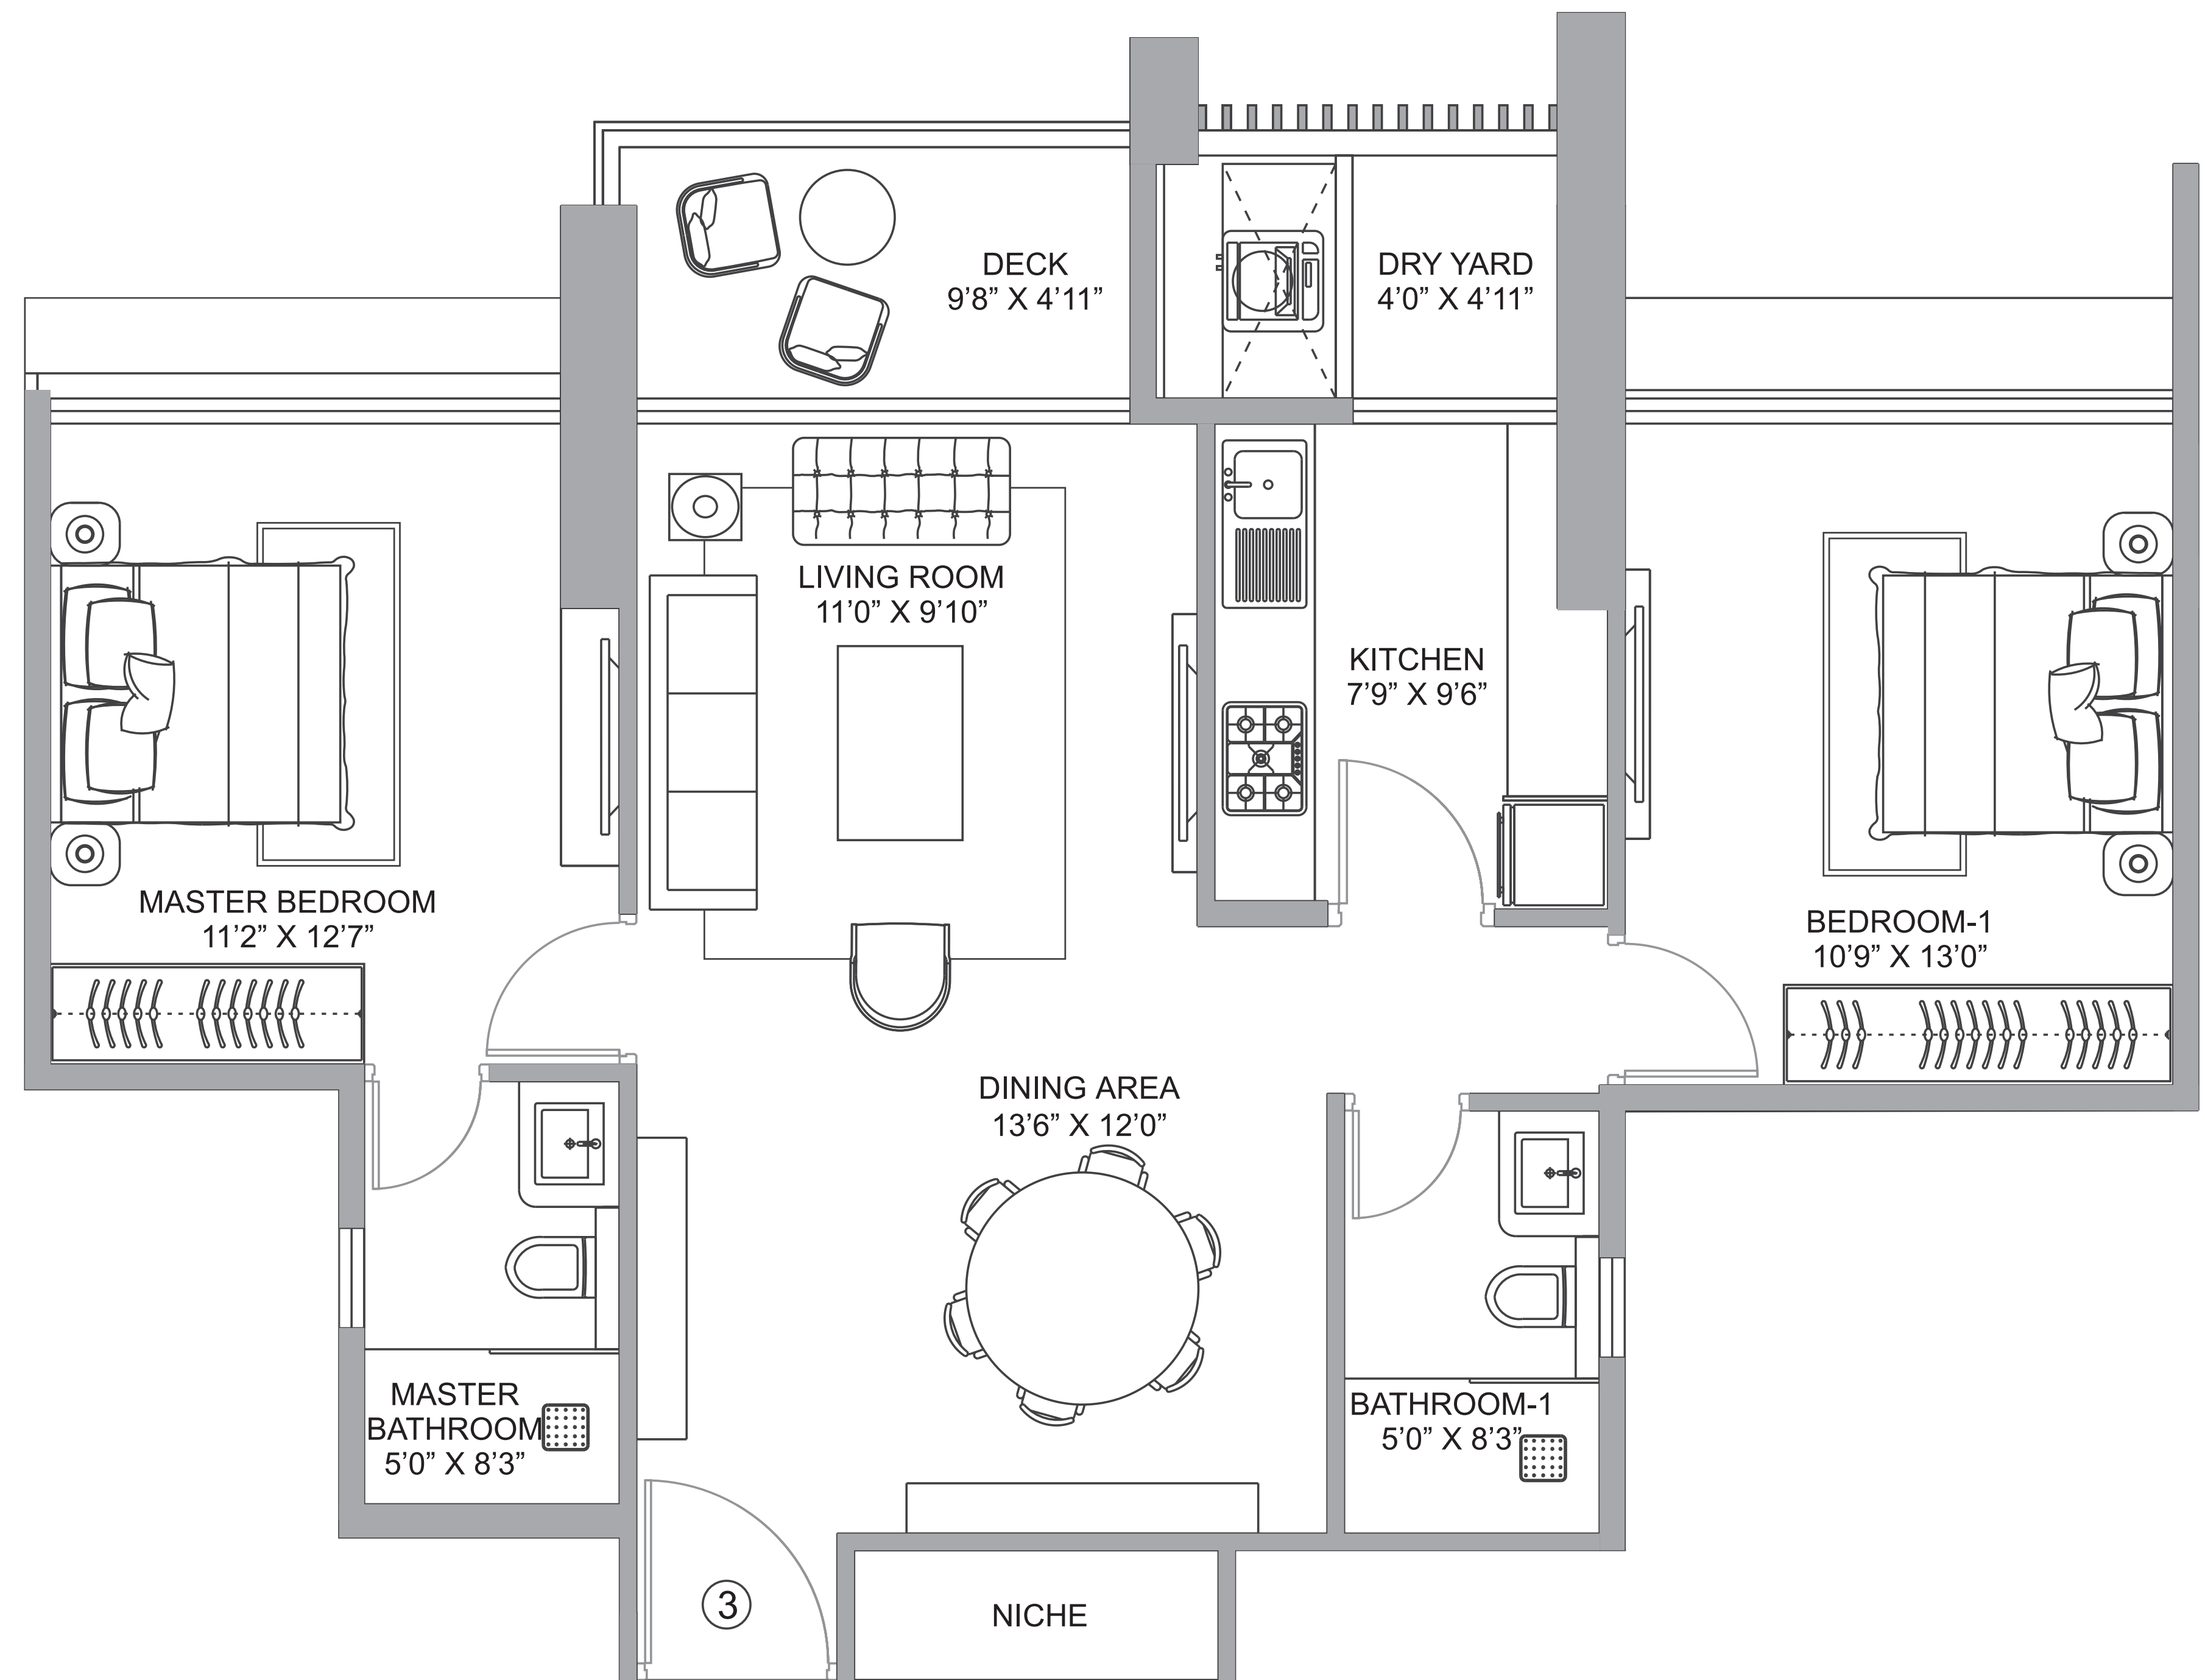 DECK
9’8” X 4’11”
DRY YARD
4’0” X 4’11”
LIVING ROOM
11’0” X 9’10”
KITCHEN
7’9” X 9’6”
MASTER BEDROOM
11’2” X 12’7”
BEDROOM-1
10’9” X 13’0”
DINING AREA
13’6” X 12’0”
MASTER
BATHROOM
5’0” X 8’3”
BATHROOM-1
5’0” X 8’3”
3
NICHE